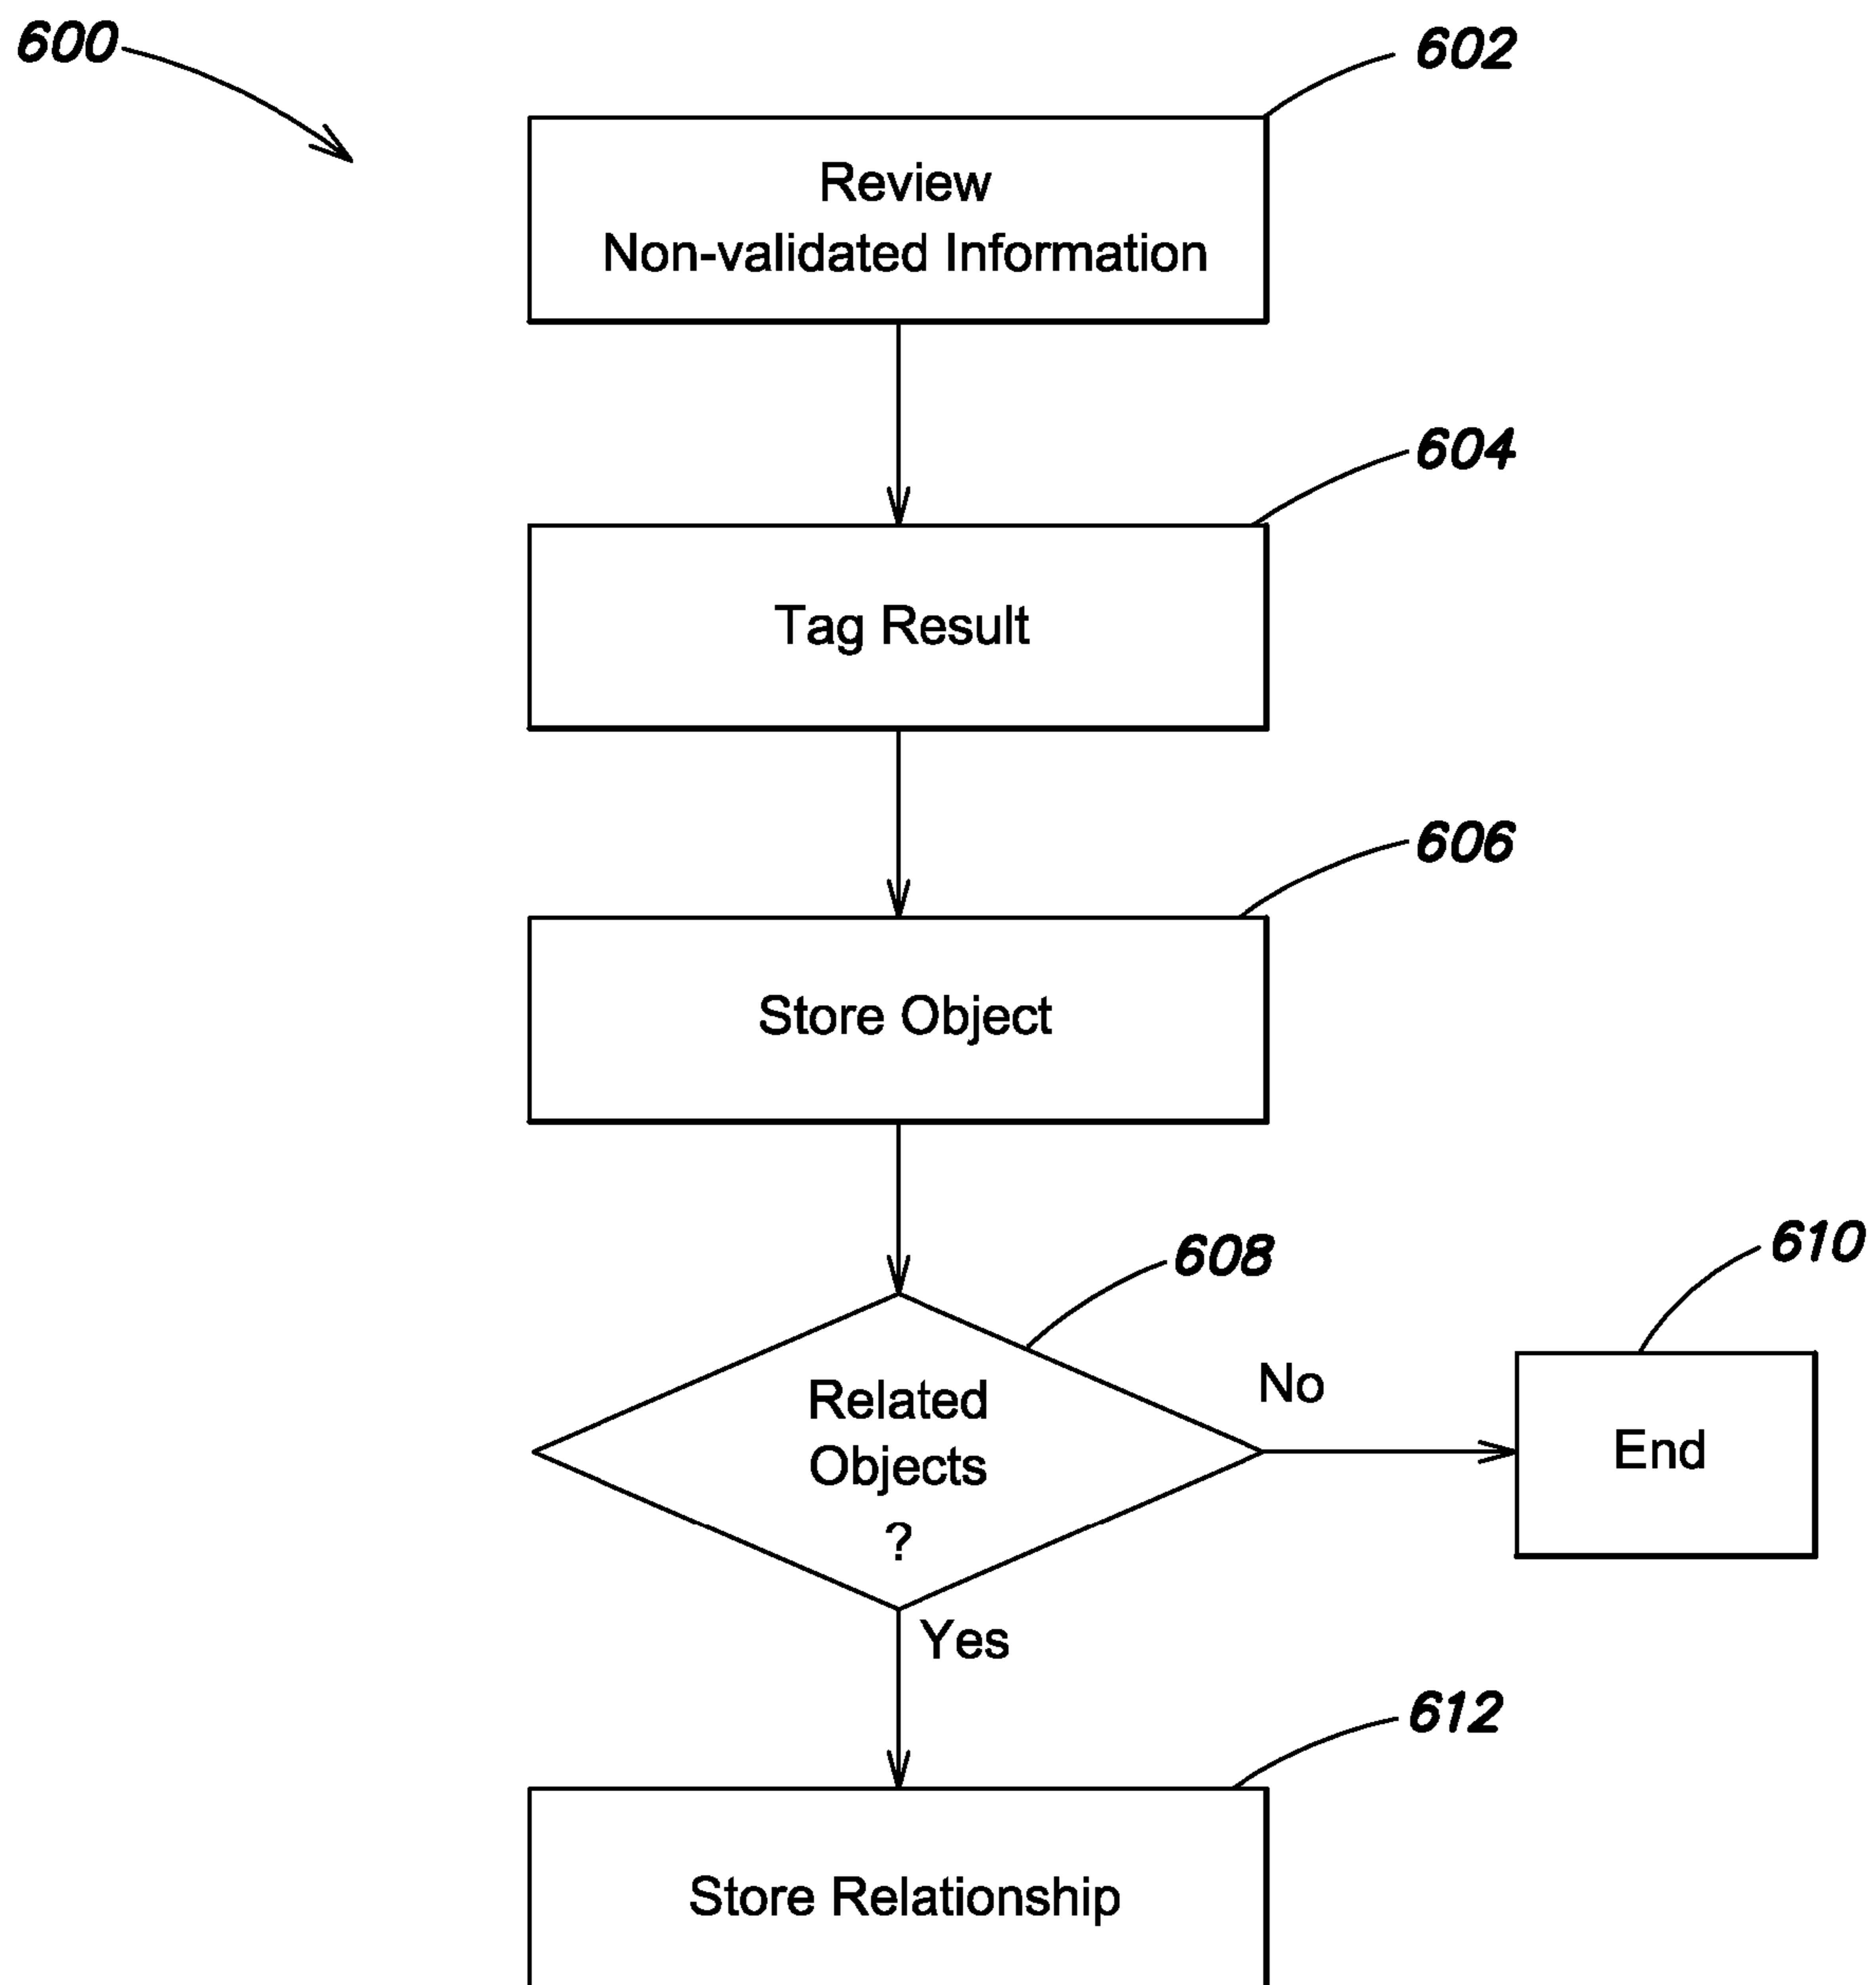 600
602
Review
Non-validated Information
604
Tag Result
606
Store Object
608
610
Related
Objects
?
No
End
Yes
612
Store Relationship